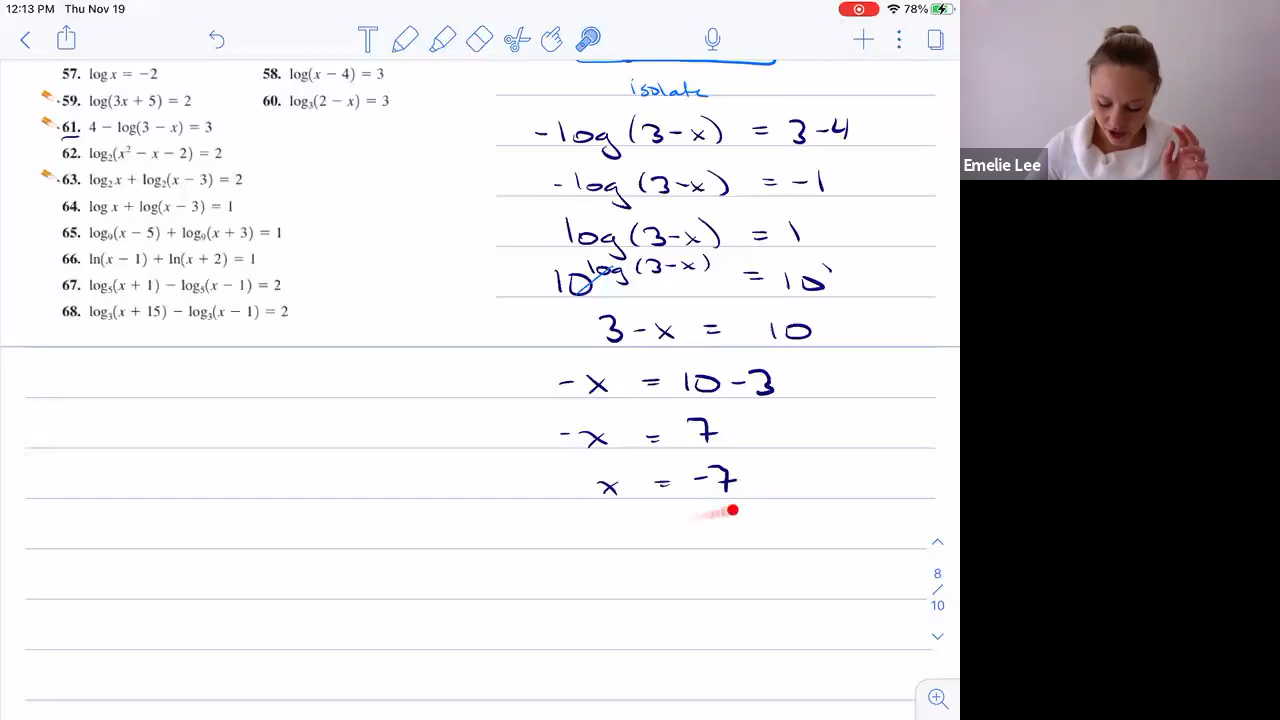 12:13 PM Thu Nov 19
78%
57. log x = −2
58. log(x − 4) = 3
59. log(3x + 5) = 2
60. log₃(2 − x) = 3
61. 4 − log(3 − x) = 3
62. log₂(x² − x − 2) = 2
63. log₂ x + log₂(x − 3) = 2
64. log x + log(x − 3) = 1
65. log₉(x − 5) + log₉(x + 3) = 1
66. ln(x − 1) + ln(x + 2) = 1
67. log₅(x + 1) − log₅(x − 1) = 2
68. log₃(x + 15) − log₃(x − 1) = 2
isolate
-log (3-x) = 3-4
-log (3-x) = -1
log (3-x) = 1
10^log (3-x) = 10¹
3-x = 10
-x = 10-3
-x = 7
x = -7
8
/
10
Emelie Lee